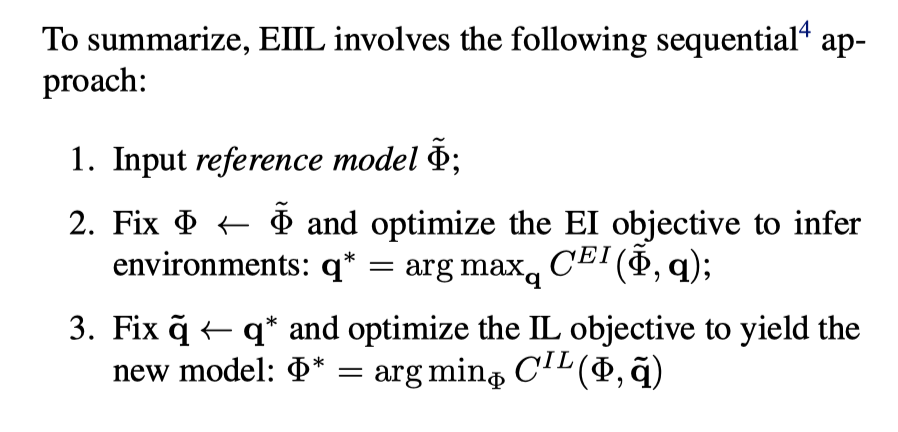 To summarize, EIIL involves the following sequential⁴ ap-
proach:
1. Input reference model Φ̃;
2. Fix Φ ← Φ̃ and optimize the EI objective to infer
environments: q* = arg max_q C^{EI}(Φ̃, q);
3. Fix q̃ ← q* and optimize the IL objective to yield the
new model: Φ* = arg min_Φ C^{IL}(Φ, q̃)